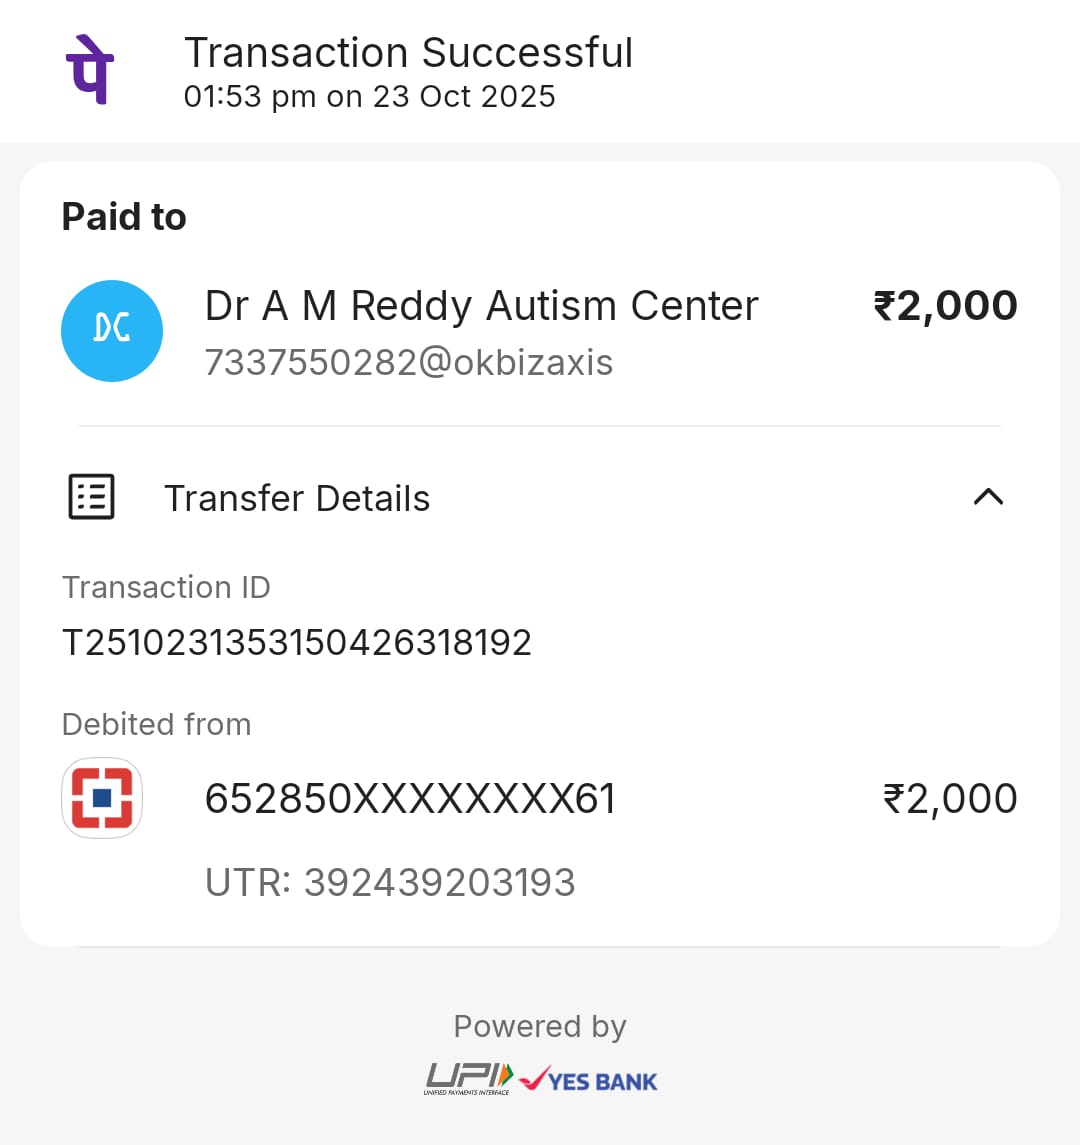 पे
Transaction Successful
01:53 pm on 23 Oct 2025
Paid to
DC
Dr A M Reddy Autism Center
₹2,000
7337550282@okbizaxis
Transfer Details
Transaction ID
T2510231353150426318192
Debited from
652850XXXXXXXX61
₹2,000
UTR: 392439203193
Powered by
UPI
UNIFIED PAYMENTS INTERFACE
YES BANK